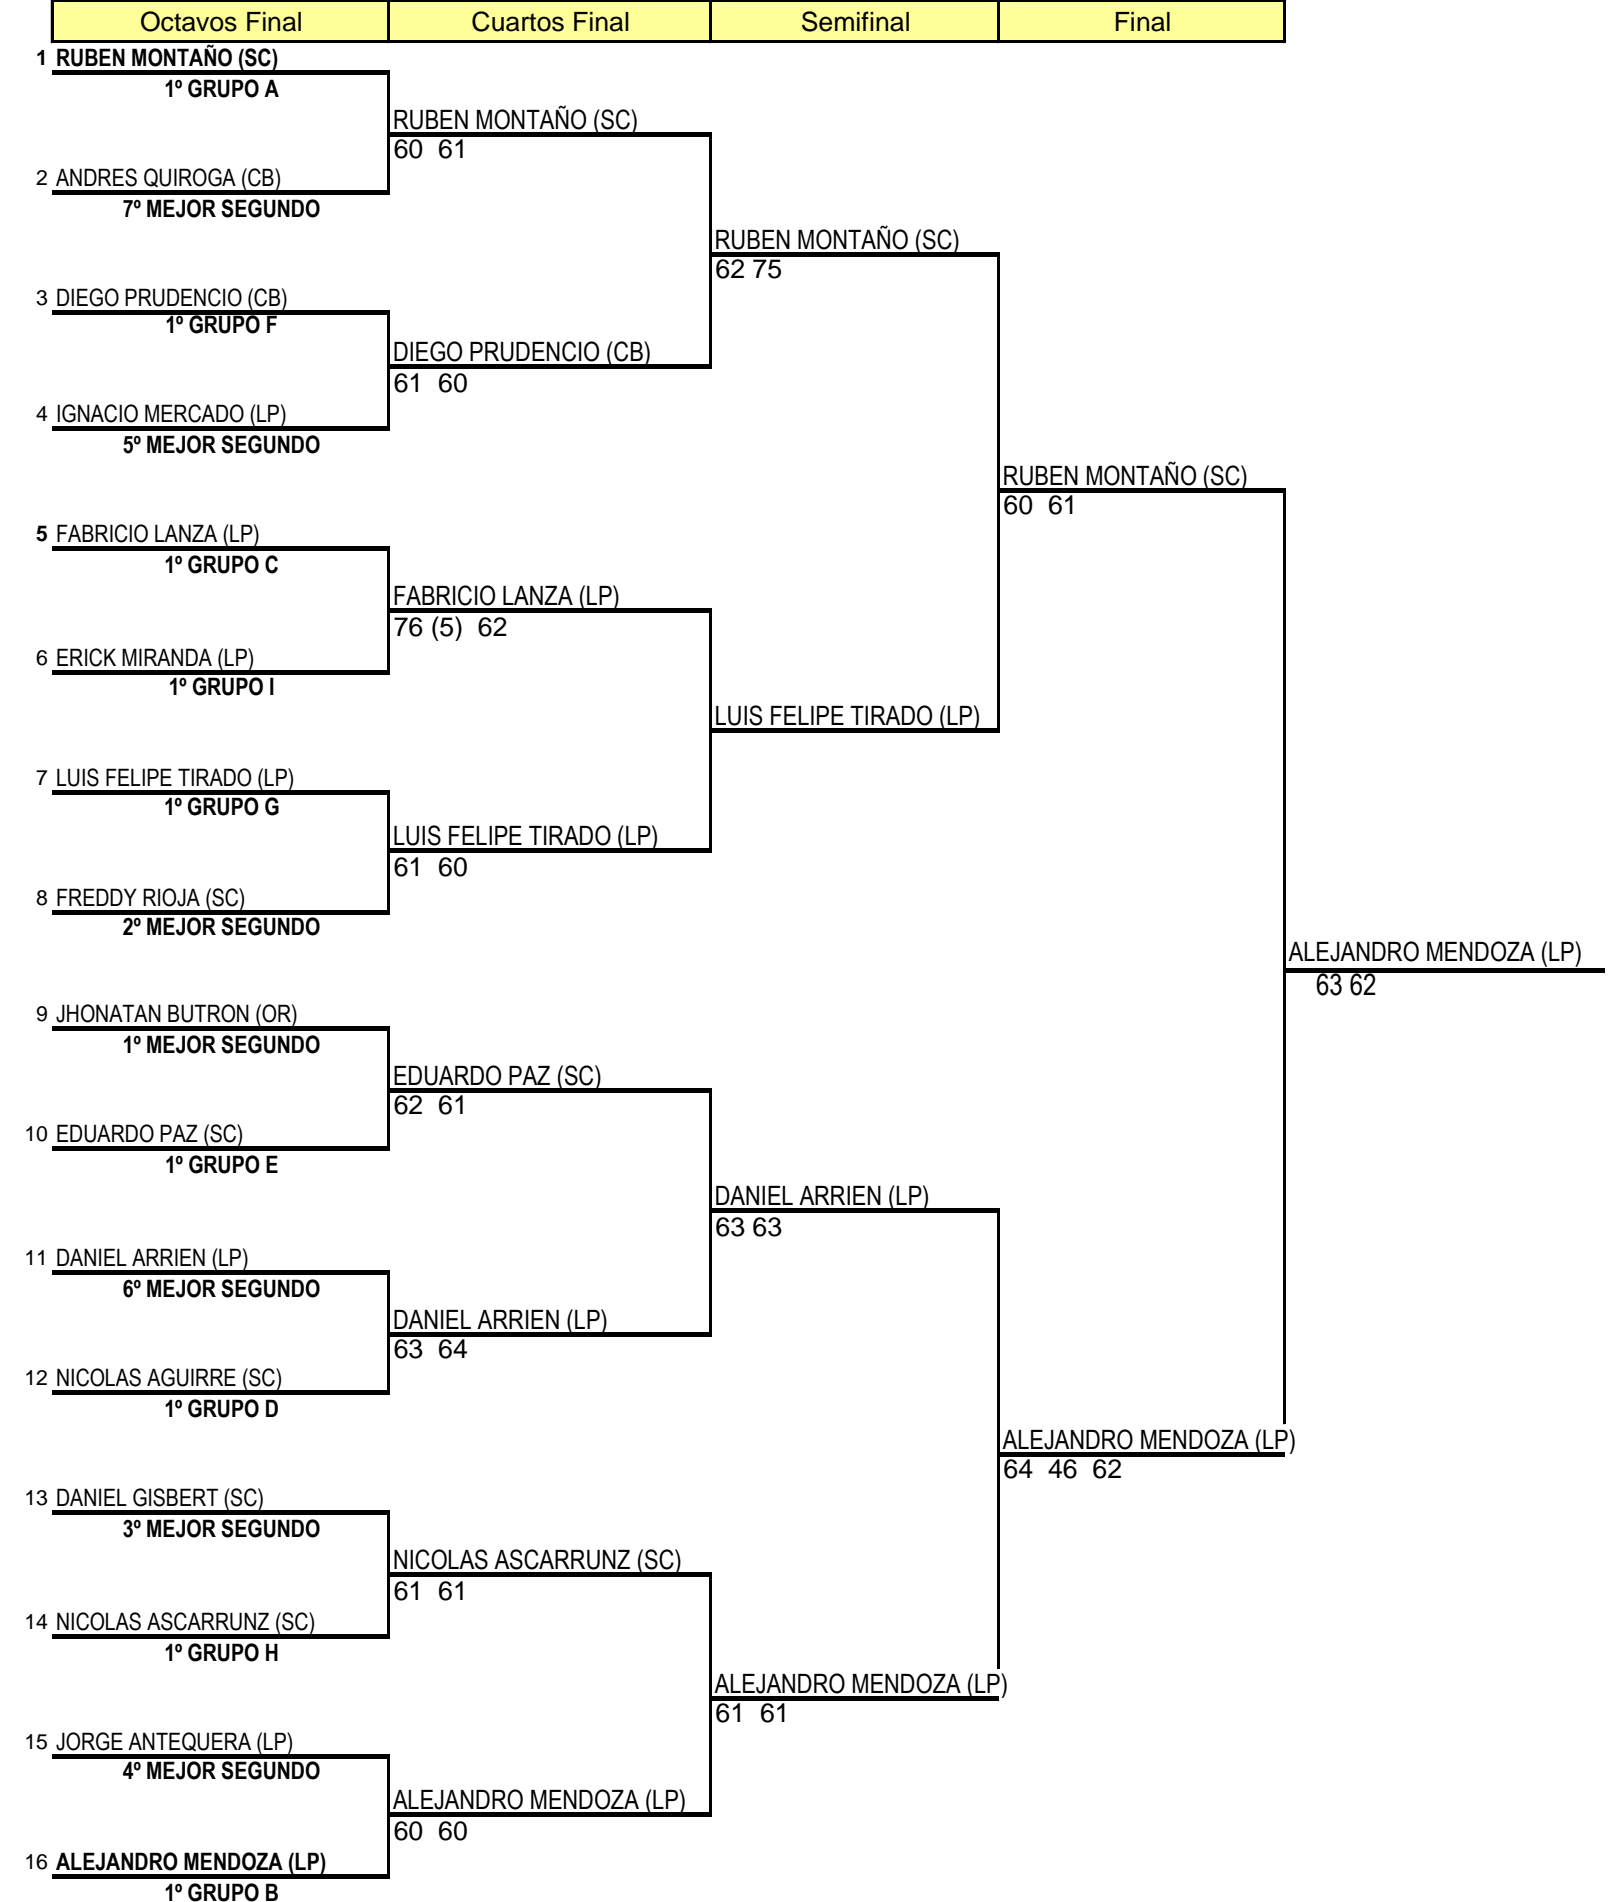 Octavos Final Cuartos Final Semifinal Final
1 RUBEN MONTAÑO (SC)
1º GRUPO A
RUBEN MONTAÑO (SC)
60 61
2 ANDRES QUIROGA (CB)
7º MEJOR SEGUNDO
RUBEN MONTAÑO (SC)
62 75
3 DIEGO PRUDENCIO (CB)
1º GRUPO F
DIEGO PRUDENCIO (CB)
61 60
4 IGNACIO MERCADO (LP)
5º MEJOR SEGUNDO
RUBEN MONTAÑO (SC)
60 61
5 FABRICIO LANZA (LP)
1º GRUPO C
FABRICIO LANZA (LP)
76 (5) 62
6 ERICK MIRANDA (LP)
1º GRUPO I
LUIS FELIPE TIRADO (LP)
7 LUIS FELIPE TIRADO (LP)
1º GRUPO G
LUIS FELIPE TIRADO (LP)
61 60
8 FREDDY RIOJA (SC)
2º MEJOR SEGUNDO
ALEJANDRO MENDOZA (LP)
63 62
9 JHONATAN BUTRON (OR)
1º MEJOR SEGUNDO
EDUARDO PAZ (SC)
62 61
10 EDUARDO PAZ (SC)
1º GRUPO E
DANIEL ARRIEN (LP)
63 63
11 DANIEL ARRIEN (LP)
6º MEJOR SEGUNDO
DANIEL ARRIEN (LP)
63 64
12 NICOLAS AGUIRRE (SC)
1º GRUPO D
ALEJANDRO MENDOZA (LP)
64 46 62
13 DANIEL GISBERT (SC)
3º MEJOR SEGUNDO
NICOLAS ASCARRUNZ (SC)
61 61
14 NICOLAS ASCARRUNZ (SC)
1º GRUPO H
ALEJANDRO MENDOZA (LP)
61 61
15 JORGE ANTEQUERA (LP)
4º MEJOR SEGUNDO
ALEJANDRO MENDOZA (LP)
60 60
16 ALEJANDRO MENDOZA (LP)
1º GRUPO B